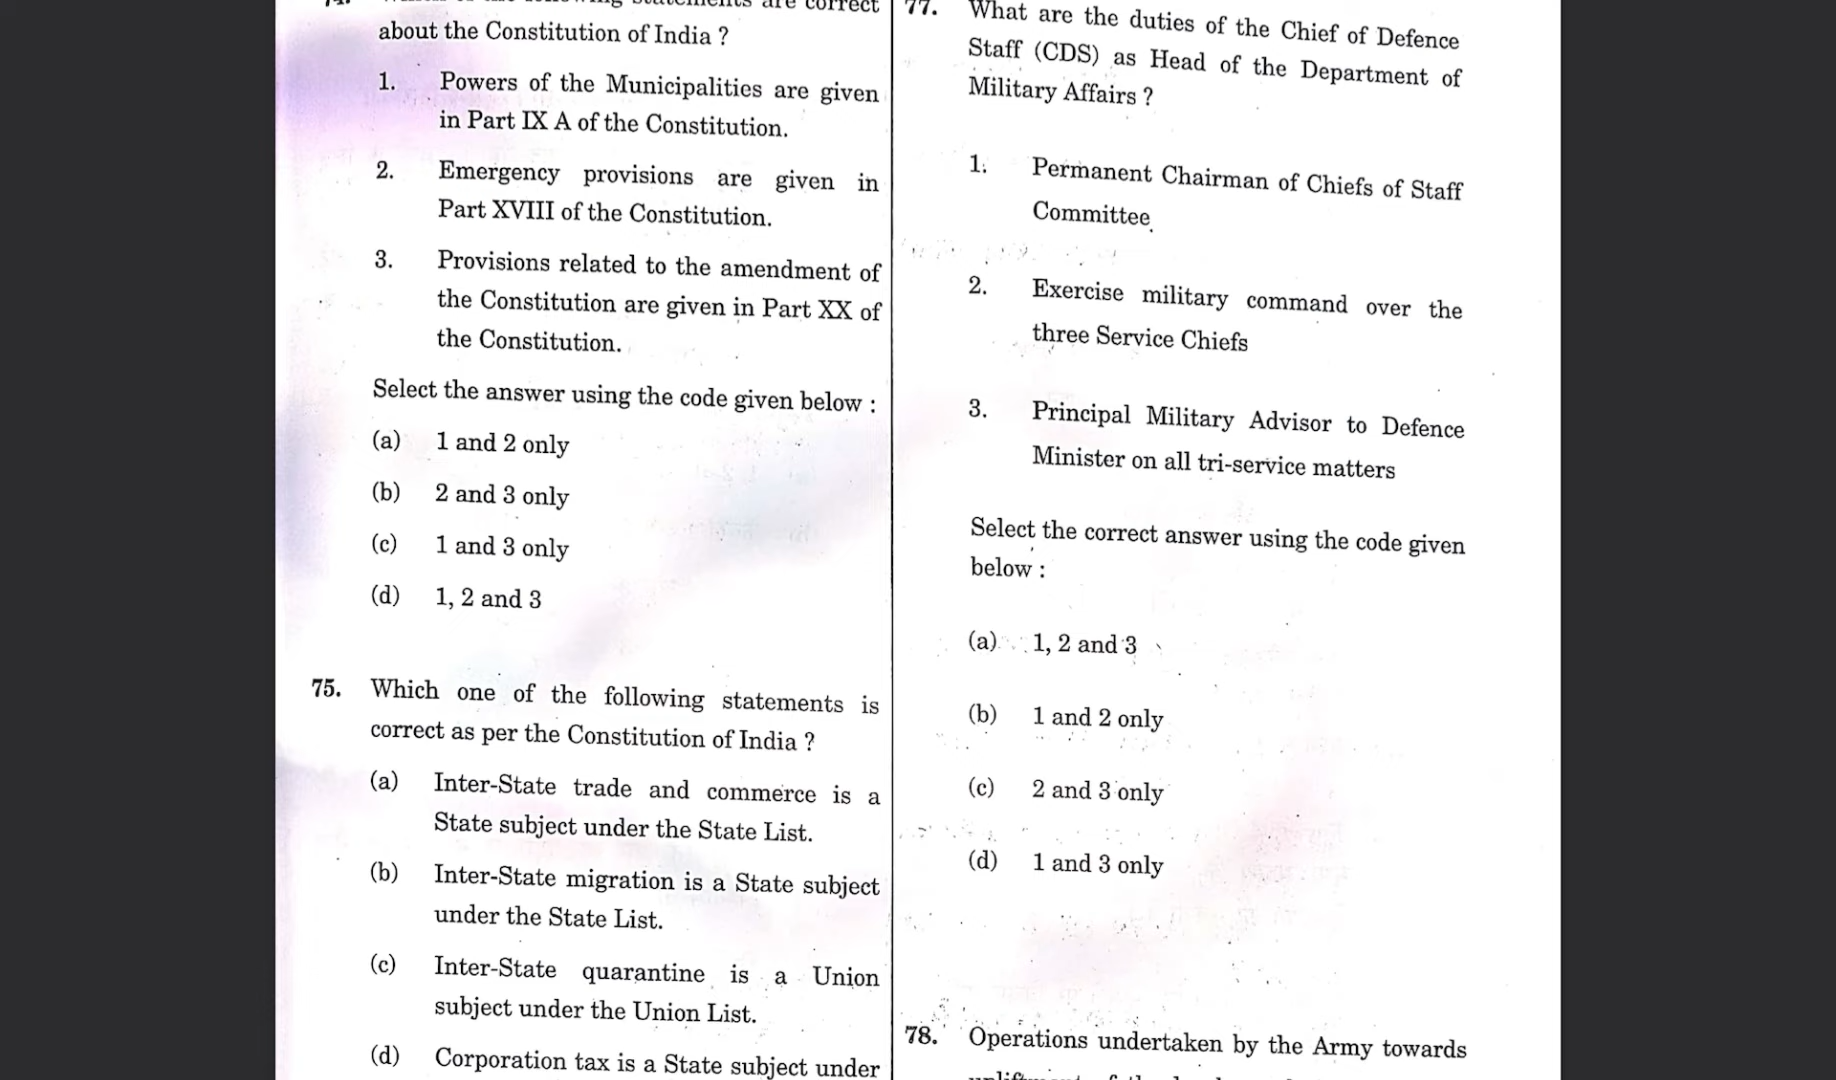 about the Constitution of India ?
1. Powers of the Municipalities are given
in Part IX A of the Constitution.
2. Emergency provisions are given in
Part XVIII of the Constitution.
3. Provisions related to the amendment of
the Constitution are given in Part XX of
the Constitution.
Select the answer using the code given below :
(a) 1 and 2 only
(b) 2 and 3 only
(c) 1 and 3 only
(d) 1, 2 and 3
75. Which one of the following statements is
correct as per the Constitution of India ?
(a) Inter-State trade and commerce is a
State subject under the State List.
(b) Inter-State migration is a State subject
under the State List.
(c) Inter-State quarantine is a Union
subject under the Union List.
(d) Corporation tax is a State subject under
77. What are the duties of the Chief of Defence
Staff (CDS) as Head of the Department of
Military Affairs ?
1. Permanent Chairman of Chiefs of Staff
Committee
2. Exercise military command over the
three Service Chiefs
3. Principal Military Advisor to Defence
Minister on all tri-service matters
Select the correct answer using the code given
below :
(a) 1, 2 and 3
(b) 1 and 2 only
(c) 2 and 3 only
(d) 1 and 3 only
78. Operations undertaken by the Army towards